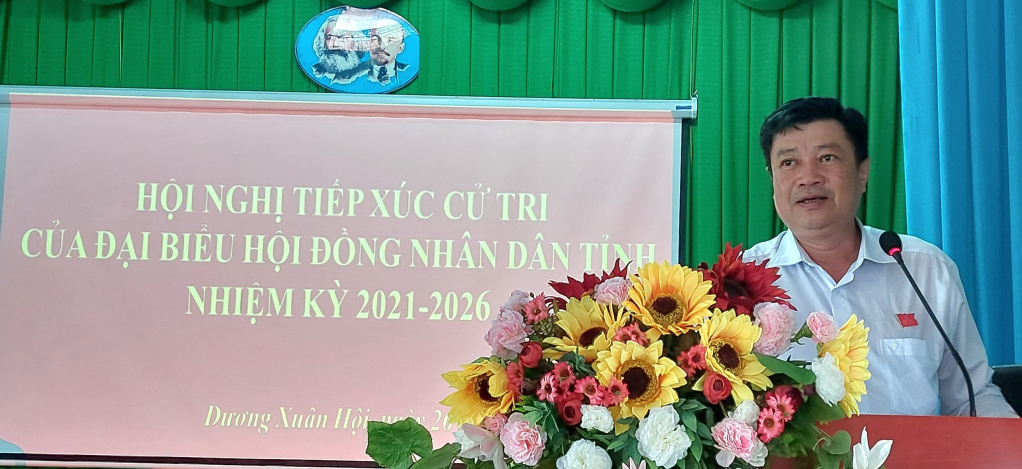 HỘI NGHỊ TIẾP XÚC CỬ TRI
CỦA ĐẠI BIỂU HỘI ĐỒNG NHÂN DÂN TỈNH
NHIỆM KỲ 2021-2026
Dương Xuân Hội, ngày